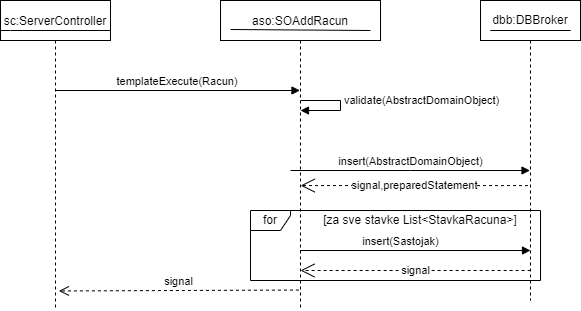 sc:ServerController
aso:SOAddRacun
dbb:DBBroker
templateExecute(Racun)
validate(AbstractDomainObject)
insert(AbstractDomainObject)
signal,preparedStatement
for
[za sve stavke List<StavkaRacuna>]
insert(Sastojak)
signal
signal